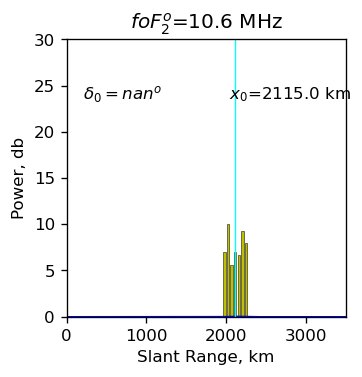 foF₂ᵒ=10.6 MHz
30
25
δ₀ = nanᵒ
x₀=2115.0 km
20
15
10
5
0
Power, db
0 1000 2000 3000
Slant Range, km